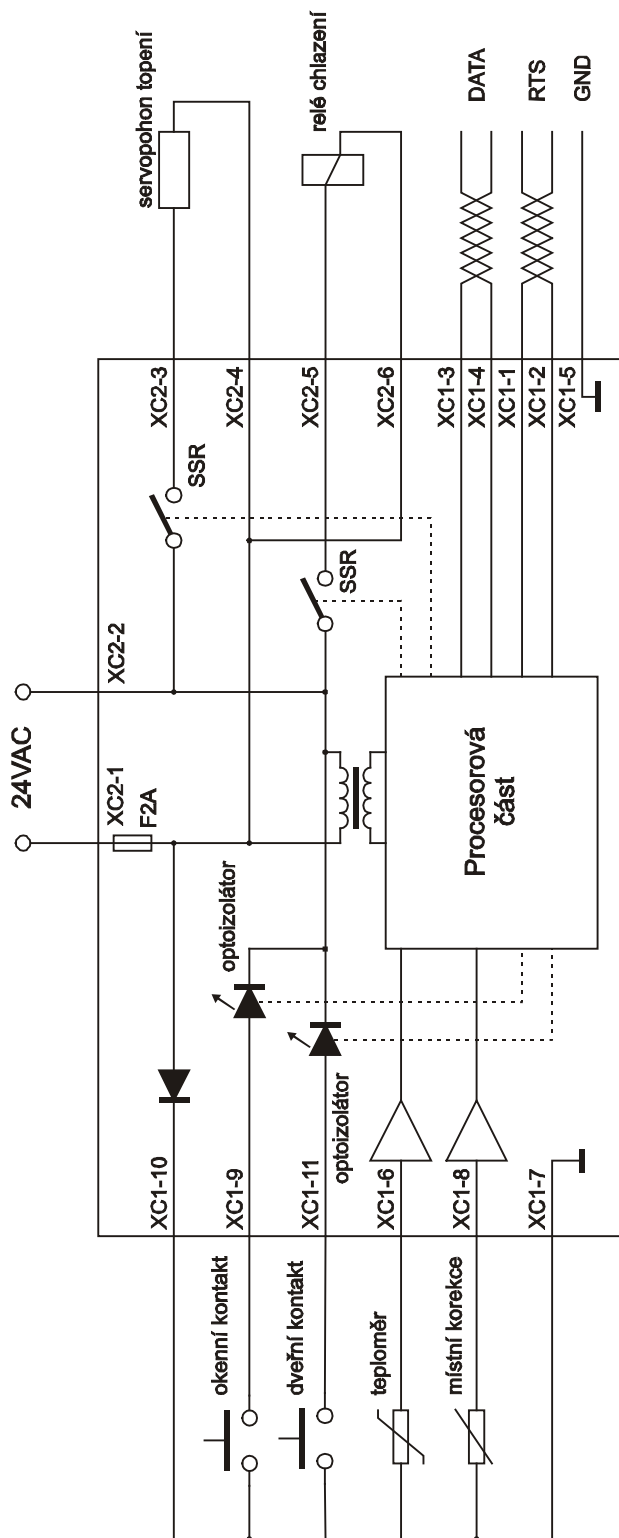 24VAC
XC2-1
F2A
XC2-2
okenní kontakt
dveřní kontakt
teploměr
místní korekce
XC1-10
XC1-9
XC1-11
XC1-6
XC1-8
XC1-7
optoizolátor
optoizolátor
Procesorová
část
SSR
SSR
XC2-3
XC2-4
XC2-5
XC2-6
XC1-3
XC1-4
XC1-1
XC1-2
XC1-5
servopohon topení
relé chlazení
DATA
RTS
GND